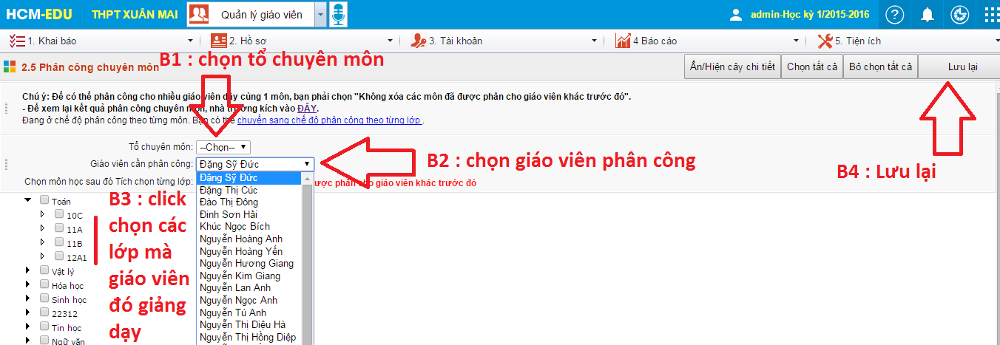 HCM-EDU THPT XUÂN MAI Quản lý giáo viên admin-Học kỳ 1/2015-2016 ?
1. Khai báo 2. Hồ sơ 3. Tài khoản 4 Báo cáo 5. Tiện ích
B1 : chọn tổ chuyên môn
2.5 Phân công chuyên môn Ẩn/Hiện cây chi tiết Chọn tất cả Bỏ chọn tất cả Lưu lại
Chú ý: Để có thể phân công cho nhiều giáo viên dạy cùng 1 môn, bạn phải chọn "Không xóa các môn đã được phân cho giáo viên khác trước đó".
- Để xem lại kết quả phân công chuyên môn, nhà trường kích vào ĐÂY.
Đang ở chế độ phân công theo từng môn. Bạn có thể chuyển sang chế độ phân công theo từng lớp .
Tổ chuyên môn: --Chọn--
Giáo viên cần phân công: Đặng Sỹ Đức
B2 : chọn giáo viên phân công
B4 : Lưu lại
Chọn môn học sau đó Tích chọn từng lớp: được phân cho giáo viên khác trước đó
Đặng Sỹ Đức
Đặng Thị Cúc
Đào Thị Đông
Đinh Sơn Hải
Khúc Ngọc Bích
Nguyễn Hoàng Anh
Nguyễn Hoàng Yến
Nguyễn Hương Giang
Nguyễn Kim Giang
Nguyễn Lan Anh
Nguyễn Ngọc Anh
Nguyễn Tú Anh
Nguyễn Thị Diệu Hà
Nguyễn Thị Hồng Diệp
Toán
10C
11A
11B
12A1
Vật lý
Hóa học
Sinh học
22312
Tin học
Ngữ văn
B3 : click
chọn các
lớp mà
giáo viên
đó giảng
dạy